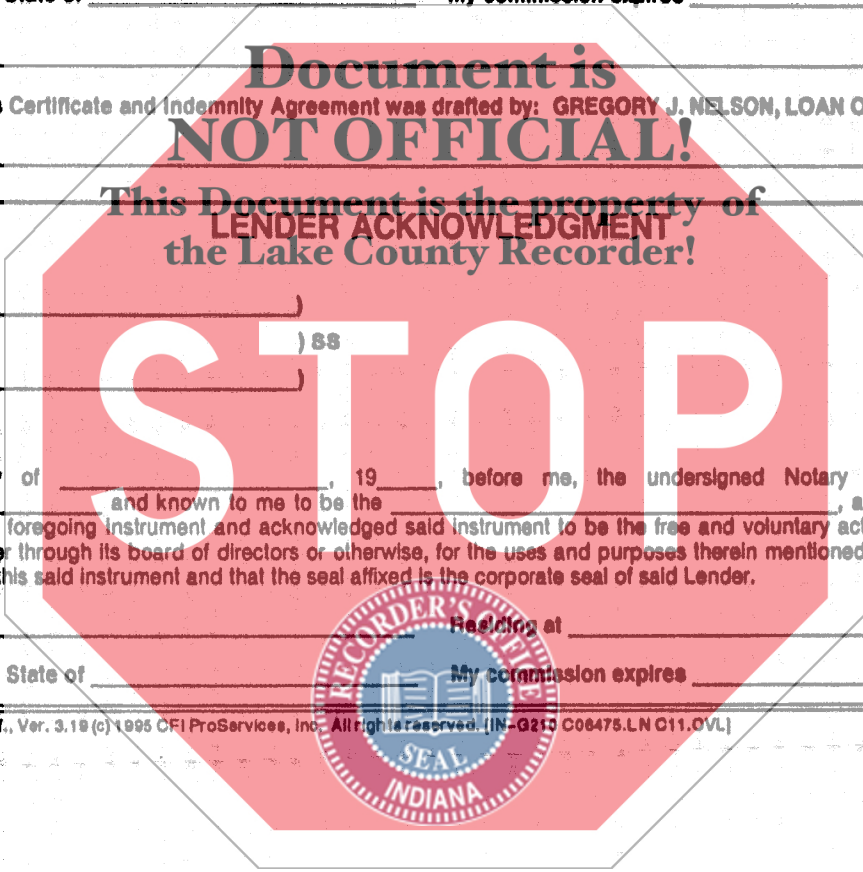 State of My commission expires
Document is
Certificate and Indemnity Agreement was drafted by: GREGORY J. NELSON, LOAN O
NOT OFFICIAL!
This Document is the property of
LENDER ACKNOWLEDGMENT
the Lake County Recorder!
)
) SS
)
STOP
of , 19 , before me, the undersigned Notary
and known to me to be the , a
foregoing instrument and acknowledged said instrument to be the free and voluntary ac
er through its board of directors or otherwise, for the uses and purposes therein mentioned
this said instrument and that the seal affixed is the corporate seal of said Lender.
RECORDER'S OFFICE
Residing at
State of My commission expires
., Ver. 3.19 (c) 1995 CFI ProServices, Inc. All rights reserved. [IN-G210 C06475.LN C11.OVL]
SEAL
INDIANA